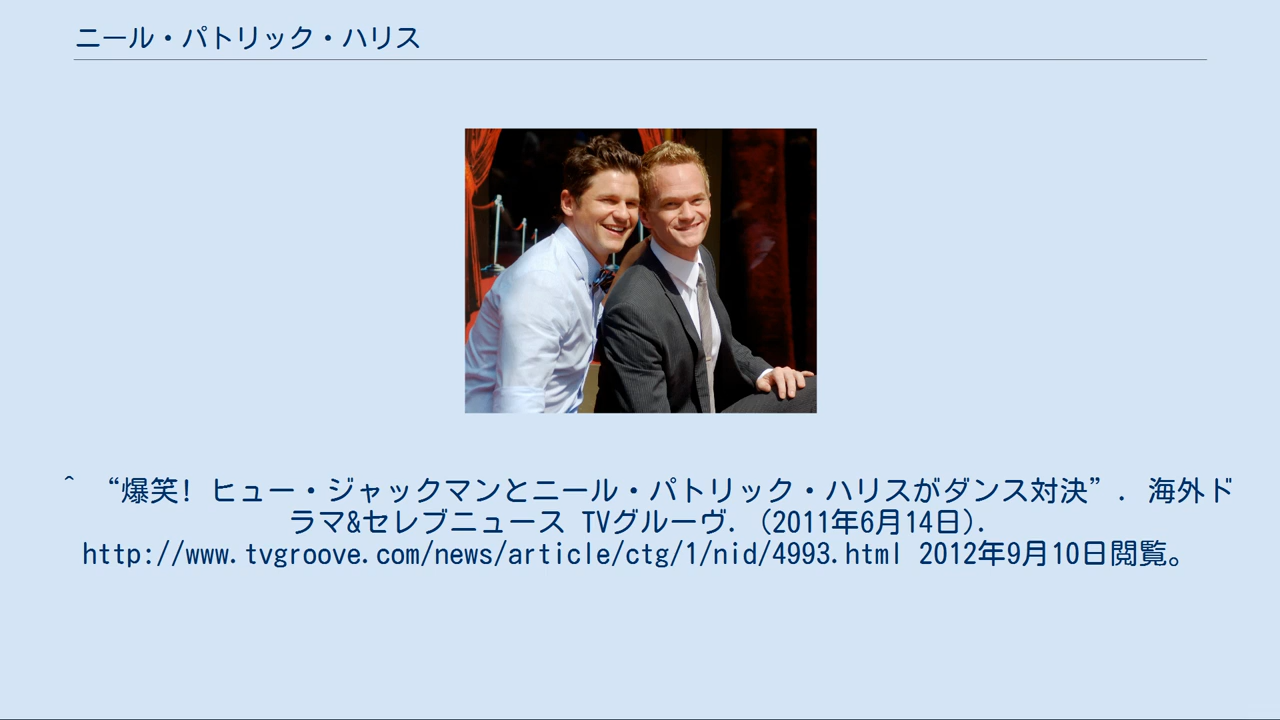 ニール・パトリック・ハリス
^ “爆笑! ヒュー・ジャックマンとニール・パトリック・ハリスがダンス対決”. 海外ド
ラマ&セレブニュース TVグルーヴ. (2011年6月14日).
http://www.tvgroove.com/news/article/ctg/1/nid/4993.html 2012年9月10日閲覧。